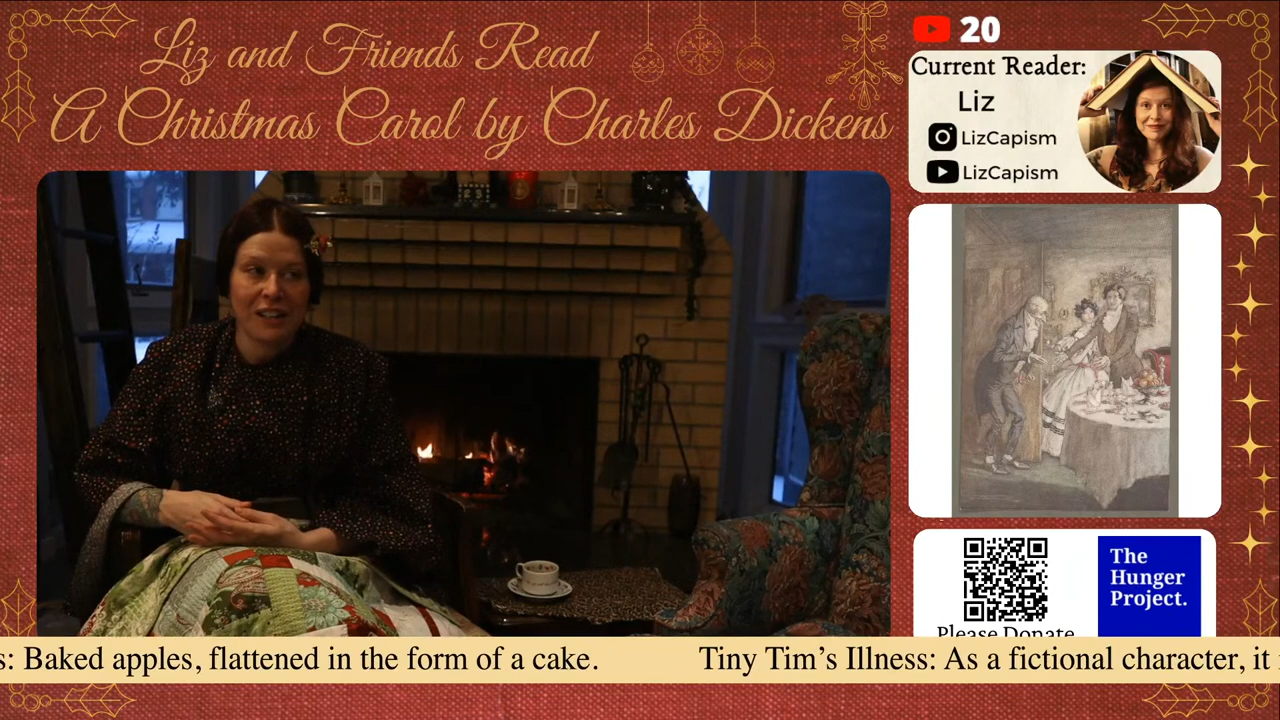 Liz and Friends Read
A Christmas Carol by Charles Dickens
20
Current Reader:
Liz
LizCapism
LizCapism
The
Hunger
Project.
Please Donate
s: Baked apples, flattened in the form of a cake. Tiny Tim's Illness: As a fictional character, it